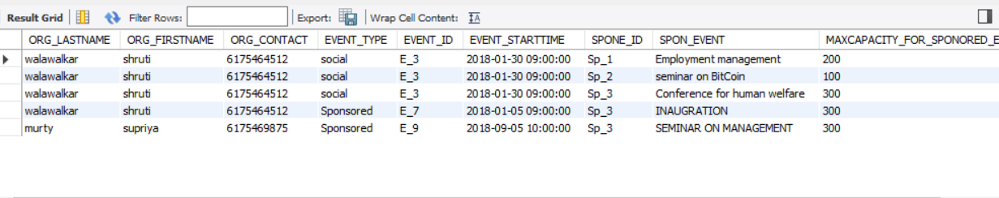 Result Grid Filter Rows: Export: Wrap Cell Content:
ORG_LASTNAME ORG_FIRSTNAME ORG_CONTACT EVENT_TYPE EVENT_ID EVENT_STARTTIME SPONE_ID SPON_EVENT MAXCAPACITY_FOR_SPONORED_E
walawalkar shruti 6175464512 social E_3 2018-01-30 09:00:00 Sp_1 Employment management 200
walawalkar shruti 6175464512 social E_3 2018-01-30 09:00:00 Sp_2 seminar on BitCoin 100
walawalkar shruti 6175464512 social E_3 2018-01-30 09:00:00 Sp_3 Conference for human welfare 300
walawalkar shruti 6175464512 Sponsored E_7 2018-01-05 09:00:00 Sp_3 INAUGRATION 300
murty supriya 6175469875 Sponsored E_9 2018-09-05 10:00:00 Sp_3 SEMINAR ON MANAGEMENT 300